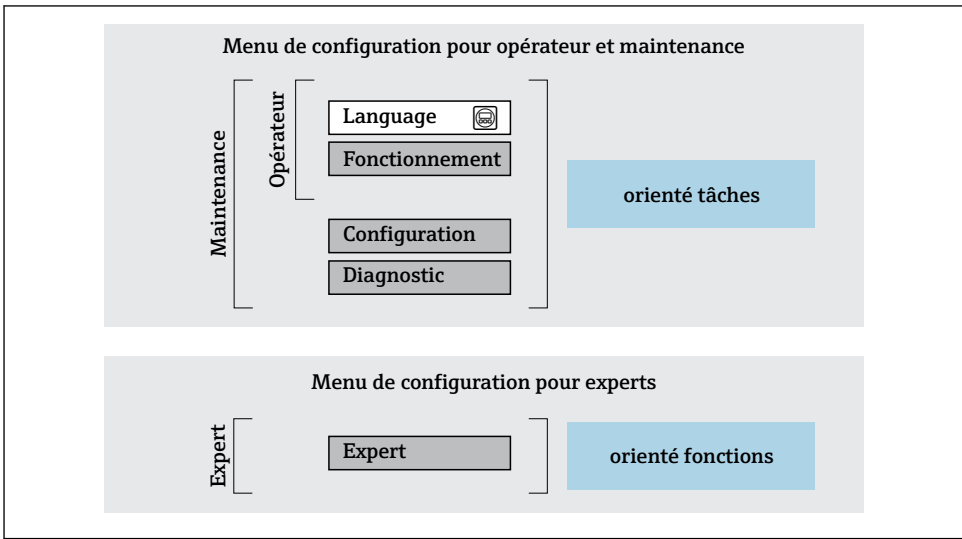 Menu de configuration pour opérateur et maintenance
Maintenance
Opérateur
Language
Fonctionnement
Configuration
Diagnostic
orienté tâches
Menu de configuration pour experts
Expert
Expert
orienté fonctions